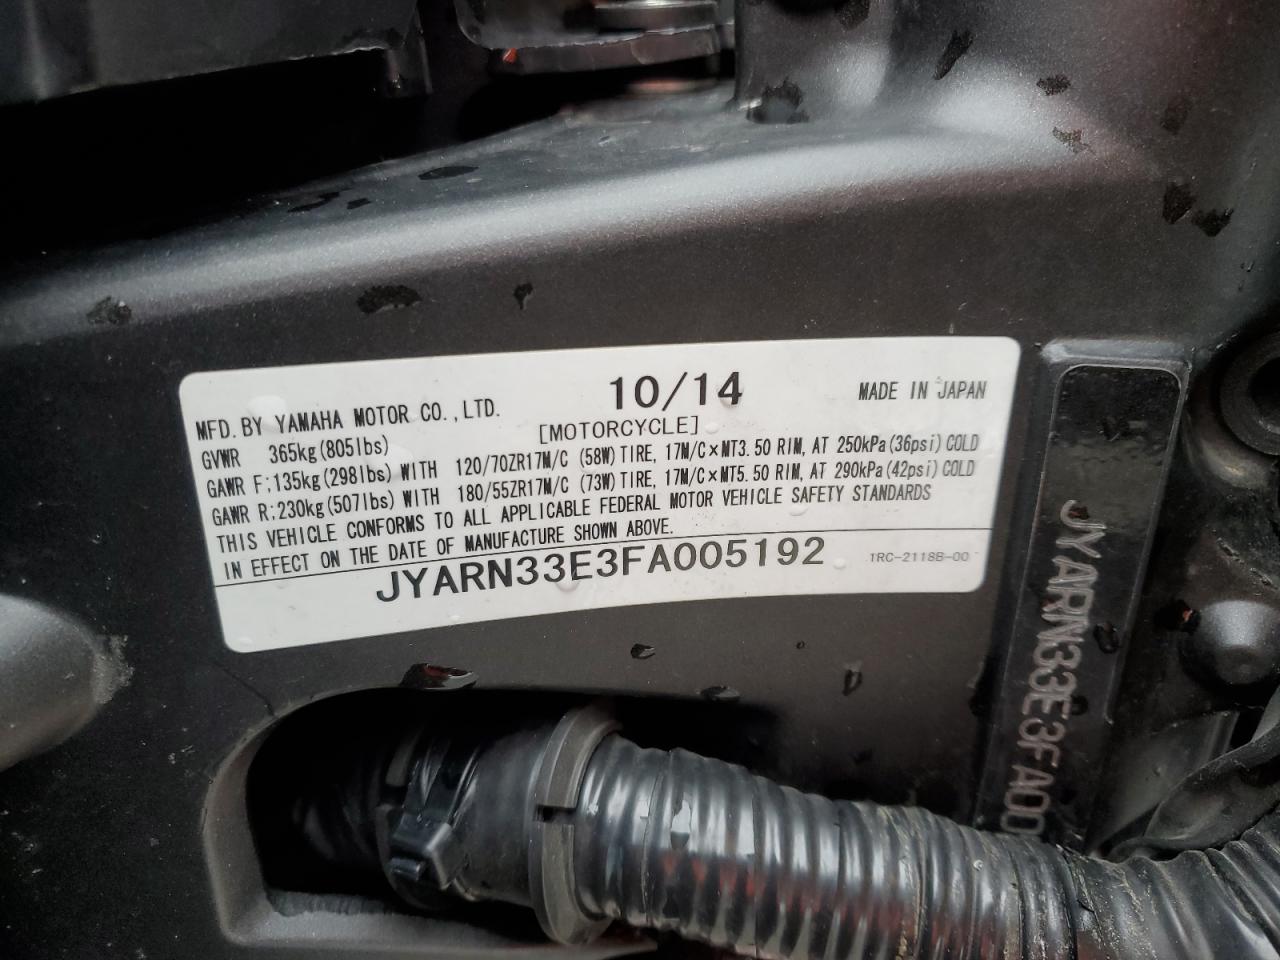 10/14
MADE IN JAPAN
MFD. BY YAMAHA MOTOR CO.,LTD.
[MOTORCYCLE]
GVWR 365kg(805lbs)
GAWR F:135kg(298lbs) WITH 120/70ZR17M/C (58W) TIRE, 17M/C×MT3.50 RIM, AT 250kPa(36psi) COLD
GAWR R:230kg(507lbs) WITH 180/55ZR17M/C (73W) TIRE, 17M/C×MT5.50 RIM, AT 290kPa(42psi) COLD
THIS VEHICLE CONFORMS TO ALL APPLICABLE FEDERAL MOTOR VEHICLE SAFETY STANDARDS
IN EFFECT ON THE DATE OF MANUFACTURE SHOWN ABOVE.
JYARN33E3FA005192
1RC-2118B-00
JYARN33E3FA00